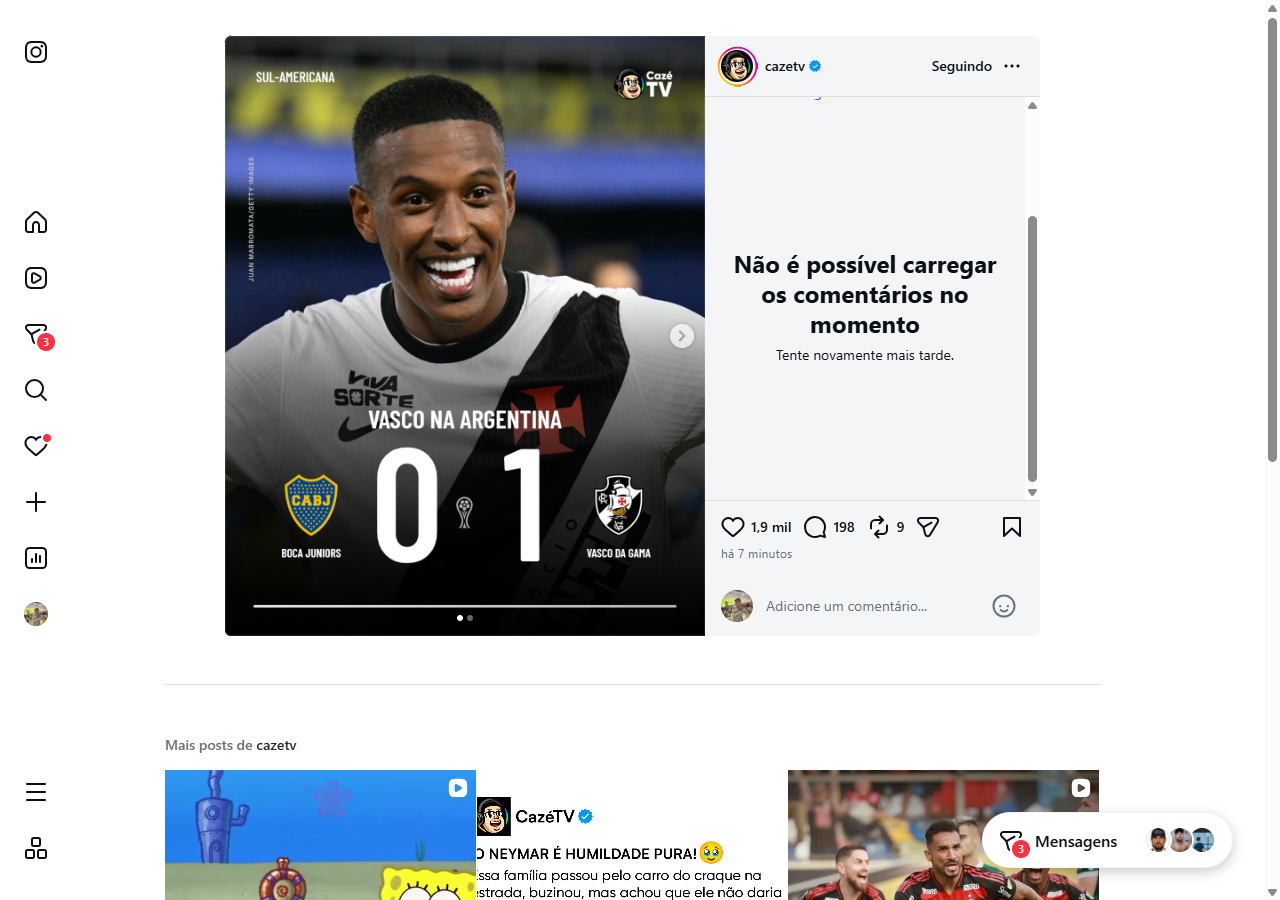 SUL-AMERICANA
Cazé
TV
JUAN MABROMATA/GETTY IMAGES
VIVA
SORTE
VASCO NA ARGENTINA
0 1
CABJ
BOCA JUNIORS
VASCO DA GAMA
cazetv
Seguindo
Não é possível carregar
os comentários no
momento
Tente novamente mais tarde.
1,9 mil
198
9
há 7 minutos
Adicione um comentário...
3
Mais posts de cazetv
CazéTV
O NEYMAR É HUMILDADE PURA!
Essa família passou pelo carro do craque na
estrada, buzinou, mas achou que ele não daria
3
Mensagens